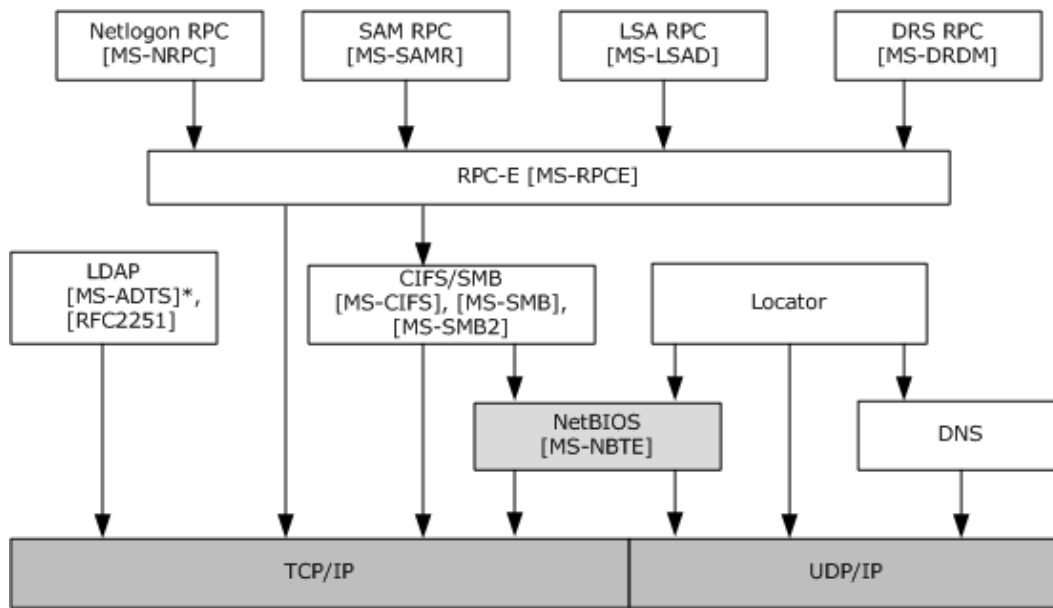 Netlogon RPC
[MS-NRPC]
SAM RPC
[MS-SAMR]
LSA RPC
[MS-LSAD]
DRS RPC
[MS-DRDM]
RPC-E [MS-RPCE]
LDAP
[MS-ADTS]*,
[RFC2251]
CIFS/SMB
[MS-CIFS], [MS-SMB],
[MS-SMB2]
Locator
NetBIOS
[MS-NBTE]
DNS
TCP/IP
UDP/IP